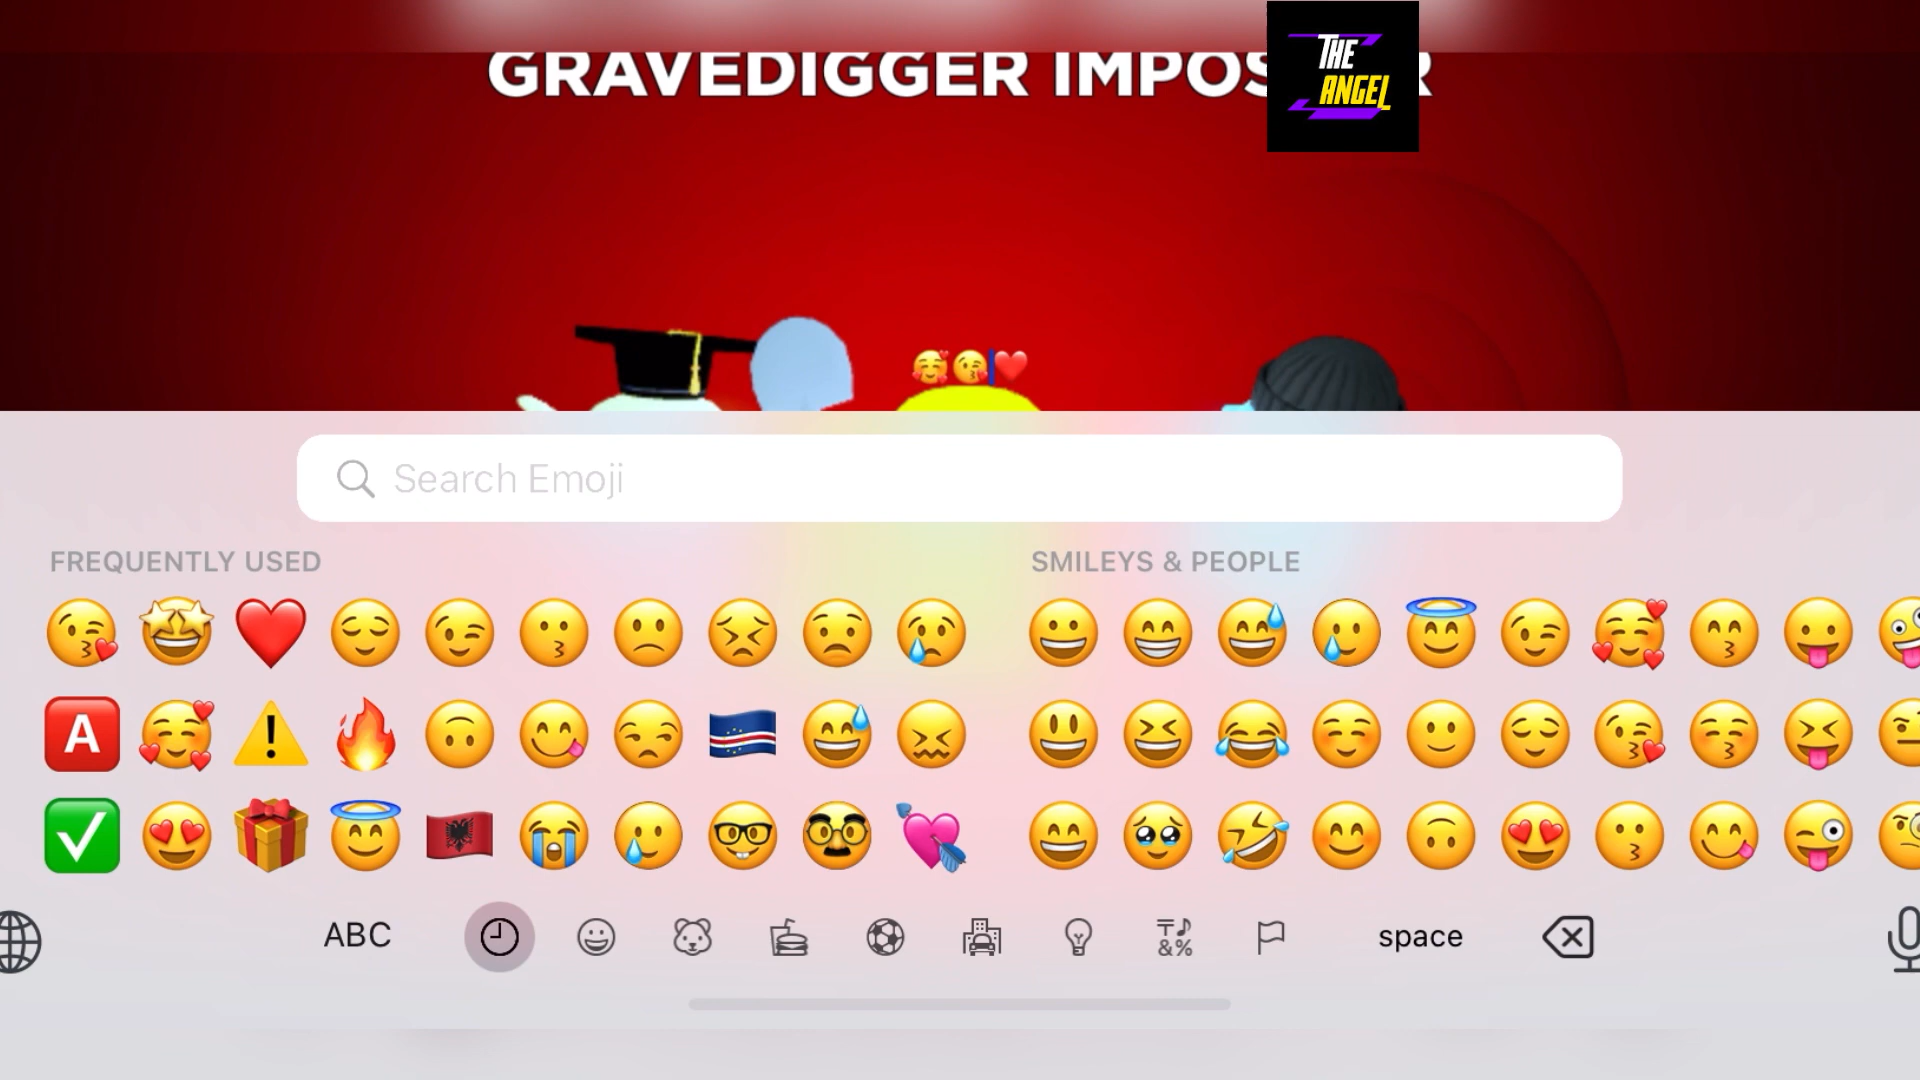 GRAVEDIGGER IMPOS R
THE
ANGEL
Search Emoji
FREQUENTLY USED
SMILEYS & PEOPLE
A
ABC
&%
space